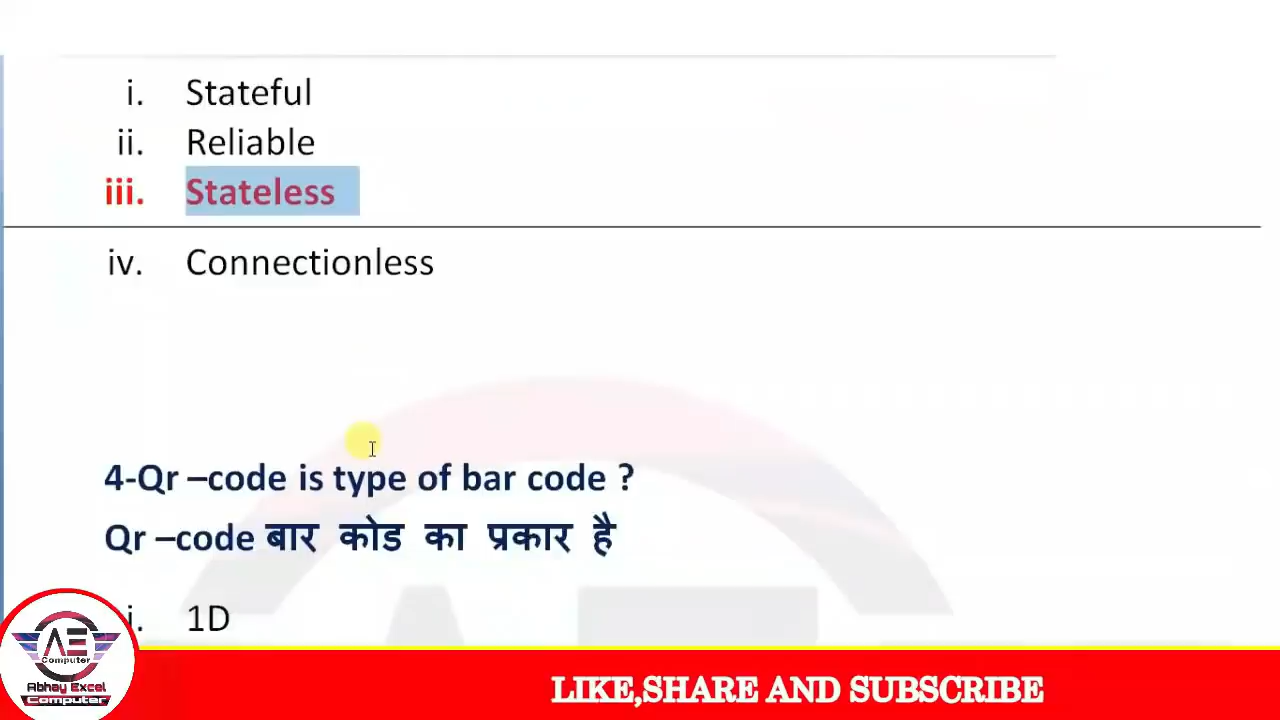 i. Stateful
ii. Reliable
iii. Stateless
iv. Connectionless
4-Qr –code is type of bar code ?
Qr –code बार कोड का प्रकार है
i. 1D
LIKE,SHARE AND SUBSCRIBE
AE
Computer
Abhay Excel
Computer